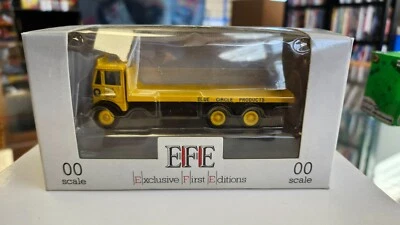 BLUE CIRCLE PRODUCTS
EFE
00
scale
Exclusive First Editions
00
scale